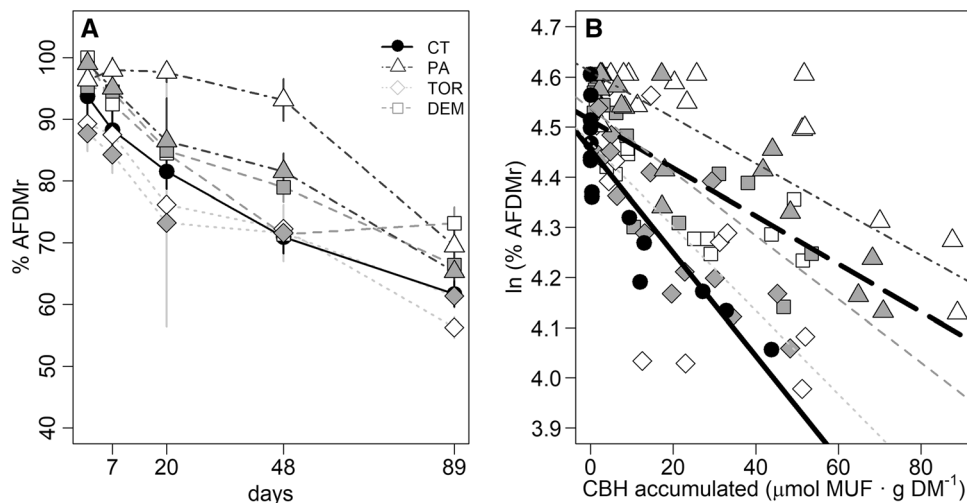 A
CT
PA
TOR
DEM
100
90
80
70
60
50
40
% AFDMr
7
20
48
89
days
B
4.7
4.6
4.5
4.4
4.3
4.2
4.1
4.0
3.9
ln (% AFDMr)
0
20
40
60
80
CBH accumulated (μmol MUF · g DM⁻¹)